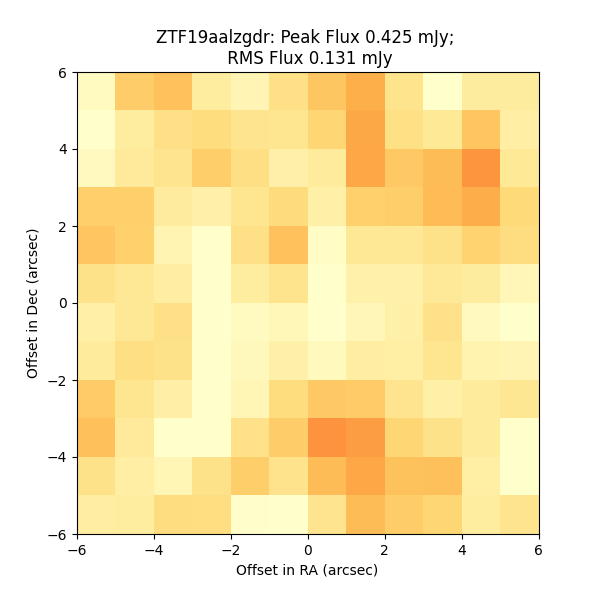 ZTF19aalzgdr: Peak Flux 0.425 mJy;
RMS Flux 0.131 mJy
6
4
2
0
−2
−4
−6
Offset in Dec (arcsec)
−6 −4 −2 0 2 4 6
Offset in RA (arcsec)